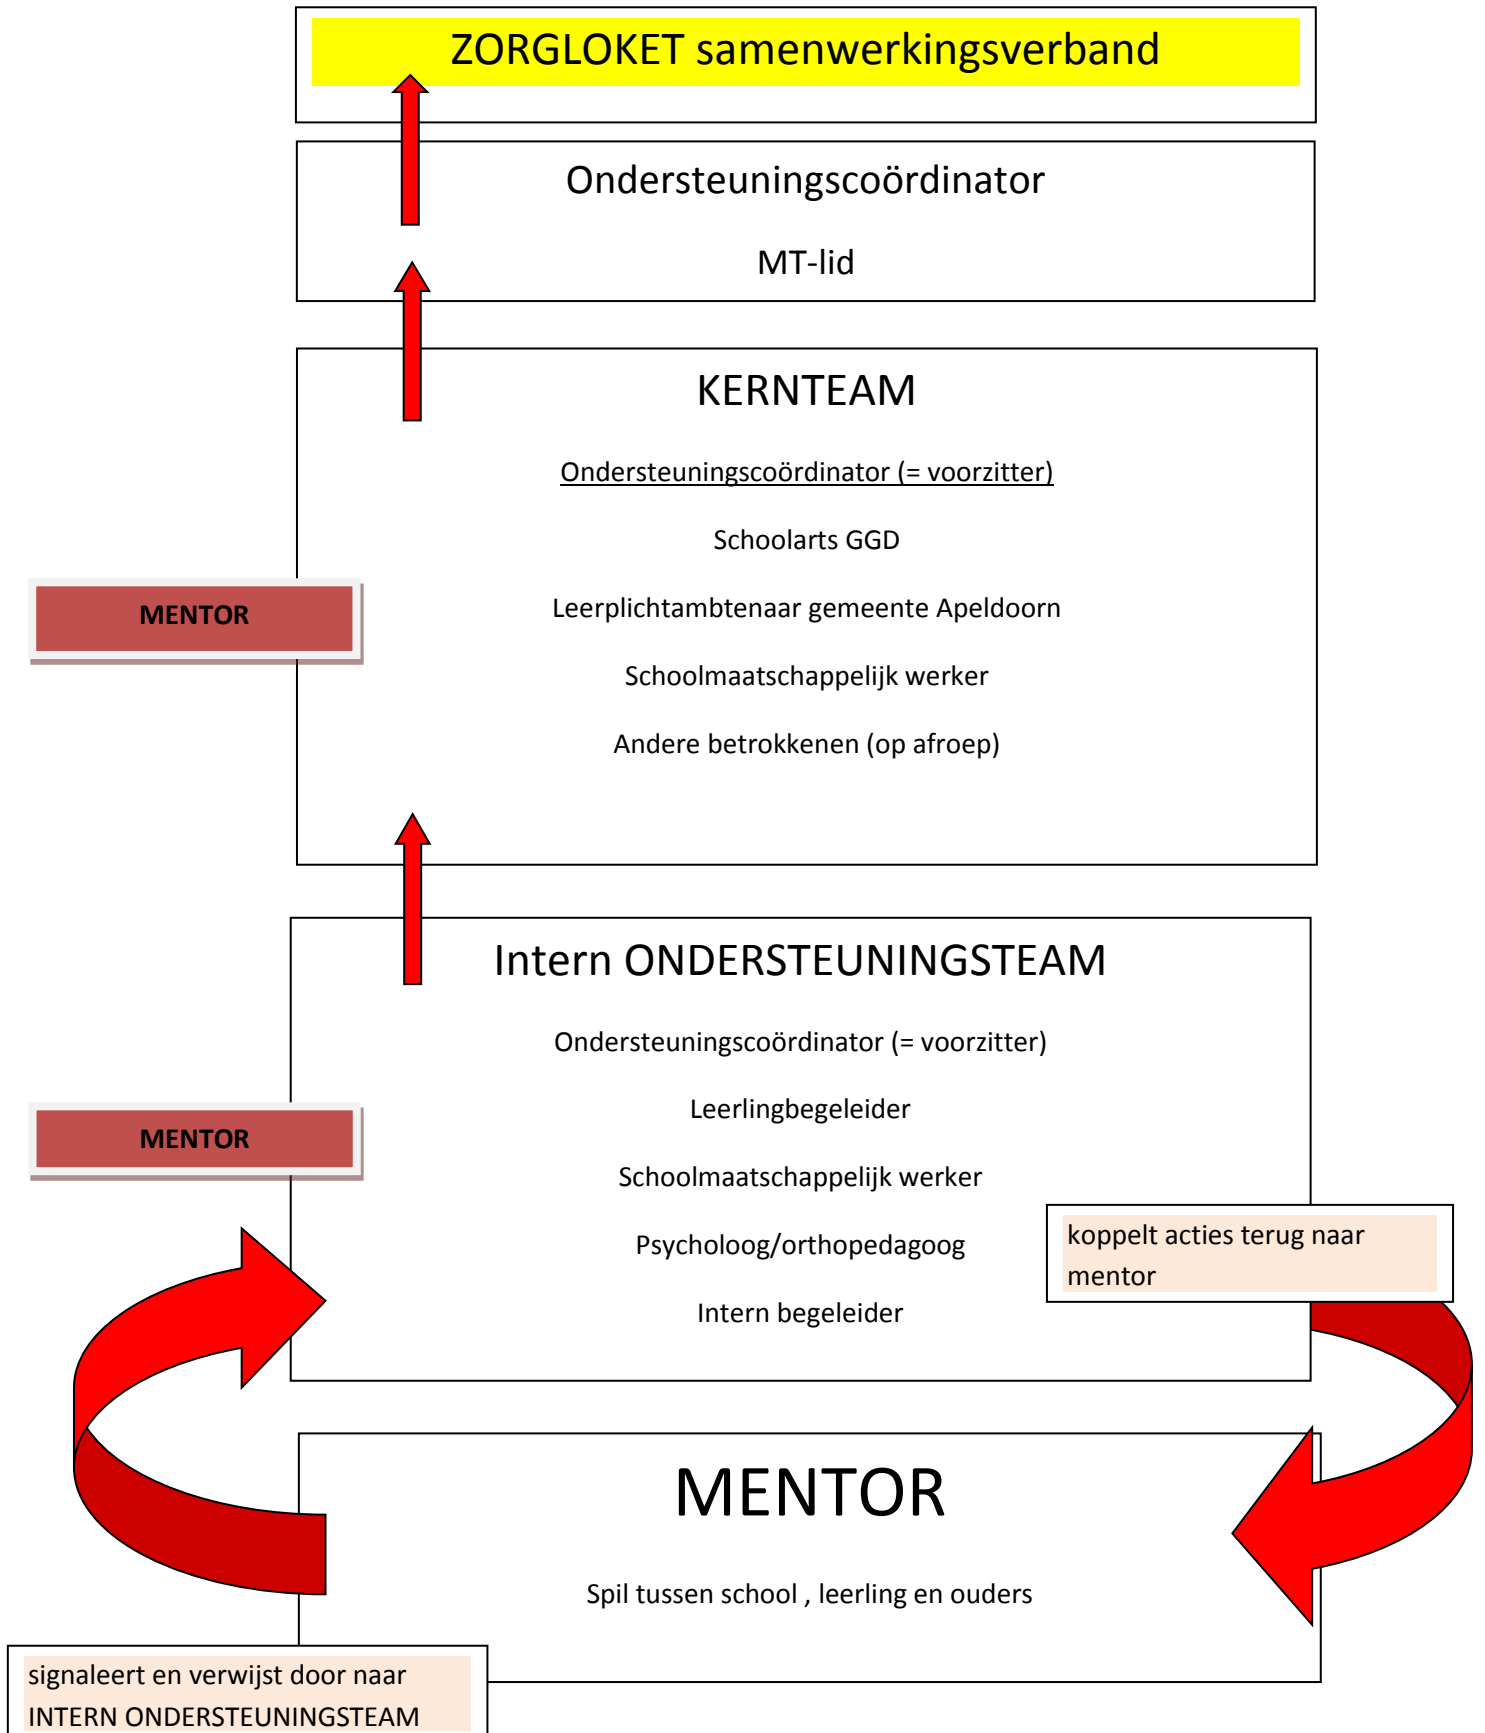 ZORGLOKET samenwerkingsverband
Ondersteuningscoördinator
MT-lid
KERNTEAM
Ondersteuningscoördinator (= voorzitter)
Schoolarts GGD
Leerplichtambtenaar gemeente Apeldoorn
MENTOR
Schoolmaatschappelijk werker
Andere betrokkenen (op afroep)
Intern ONDERSTEUNINGSTEAM
Ondersteuningscoördinator (= voorzitter)
Leerlingbegeleider
MENTOR
Schoolmaatschappelijk werker
Psycholoog/orthopedagoog
Intern begeleider
koppelt acties terug naar
mentor
MENTOR
Spil tussen school , leerling en ouders
signaleert en verwijst door naar
INTERN ONDERSTEUNINGSTEAM